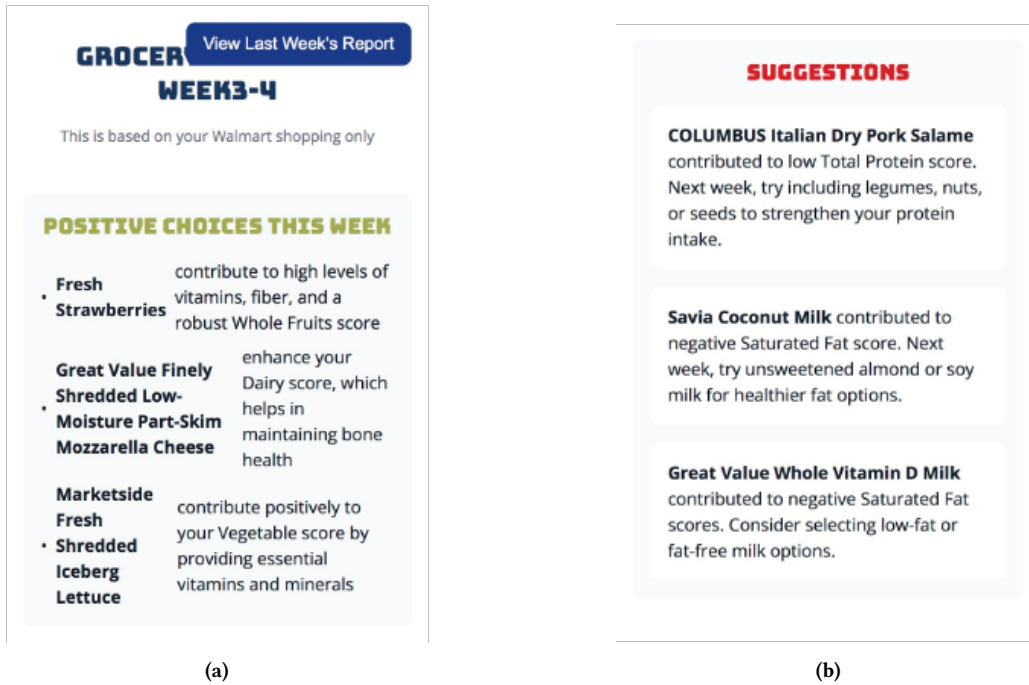 View Last Week's Report
GROCER
WEEK3-4
This is based on your Walmart shopping only
POSITIVE CHOICES THIS WEEK
• Fresh
Strawberries
contribute to high levels of
vitamins, fiber, and a
robust Whole Fruits score
• Great Value Finely
Shredded Low-
Moisture Part-Skim
Mozzarella Cheese
enhance your
Dairy score, which
helps in
maintaining bone
health
• Marketside
Fresh
Shredded
Iceberg
Lettuce
contribute positively to
your Vegetable score by
providing essential
vitamins and minerals
(a)
SUGGESTIONS
COLUMBUS Italian Dry Pork Salame
contributed to low Total Protein score.
Next week, try including legumes, nuts,
or seeds to strengthen your protein
intake.
Savia Coconut Milk contributed to
negative Saturated Fat score. Next
week, try unsweetened almond or soy
milk for healthier fat options.
Great Value Whole Vitamin D Milk
contributed to negative Saturated Fat
scores. Consider selecting low-fat or
fat-free milk options.
(b)